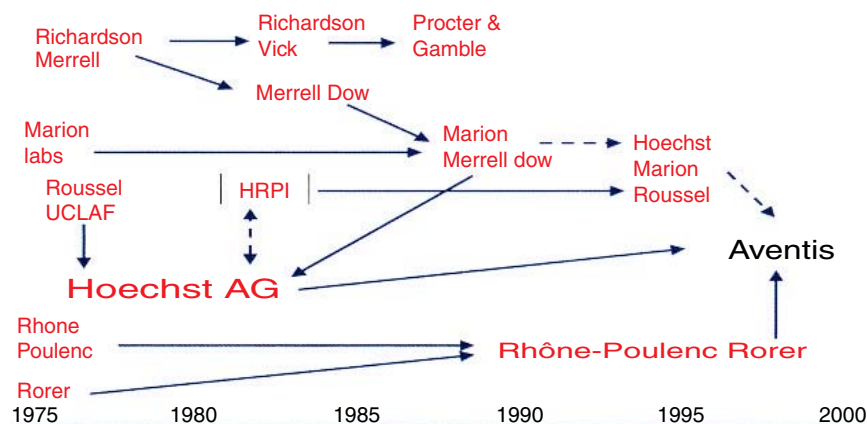 Richardson
Merrell
Richardson
Vick
Procter &
Gamble
Merrell Dow
Marion
labs
Marion
Merrell dow
Hoechst
Marion
Roussel
Roussel
UCLAF
HRPI
Aventis
Hoechst AG
Rhone
Poulenc
Rhône-Poulenc Rorer
Rorer
1975 1980 1985 1990 1995 2000